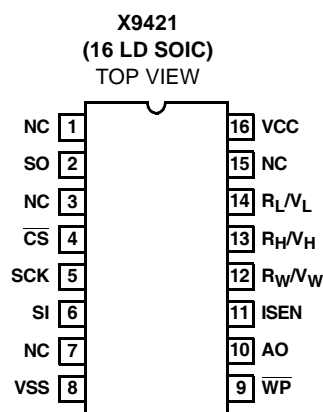 X9421
(16 LD SOIC)
TOP VIEW
NC 1 16 VCC
SO 2 15 NC
NC 3 14 RL/VL
CS 4 13 RH/VH
SCK 5 12 RW/VW
SI 6 11 ISEN
NC 7 10 AO
VSS 8 9 WP